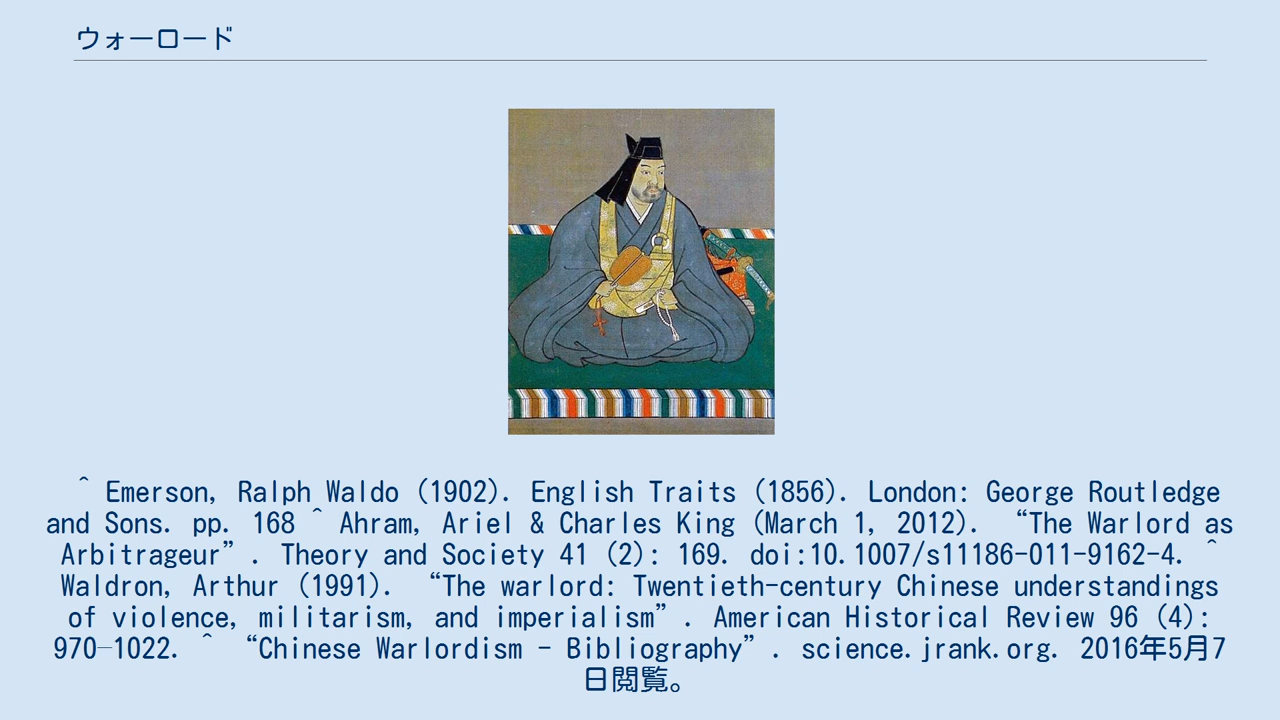 ウォーロード
^ Emerson, Ralph Waldo (1902). English Traits (1856). London: George Routledge
and Sons. pp. 168 ^ Ahram, Ariel & Charles King (March 1, 2012). “The Warlord as
Arbitrageur”. Theory and Society 41 (2): 169. doi:10.1007/s11186-011-9162-4. ^
Waldron, Arthur (1991). “The warlord: Twentieth-century Chinese understandings
of violence, militarism, and imperialism”. American Historical Review 96 (4):
970–1022. ^ “Chinese Warlordism - Bibliography”. science.jrank.org. 2016年5月7
日閲覧。